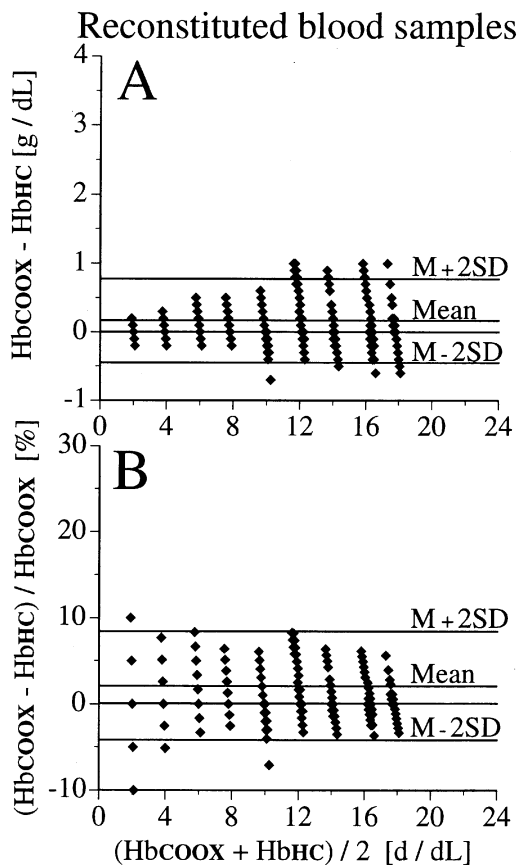 Reconstituted blood samples
A
HbCOOX - HbHC [g / dL]
4
3
2
1
0
-1
M+2SD
Mean
M-2SD
0 4 8 12 16 20 24
B
(HbCOOX - HbHC) / HbCOOX [%]
30
20
10
0
-10
M+2SD
Mean
M-2SD
0 4 8 12 16 20 24
(HbCOOX + HbHC) / 2 [d / dL]